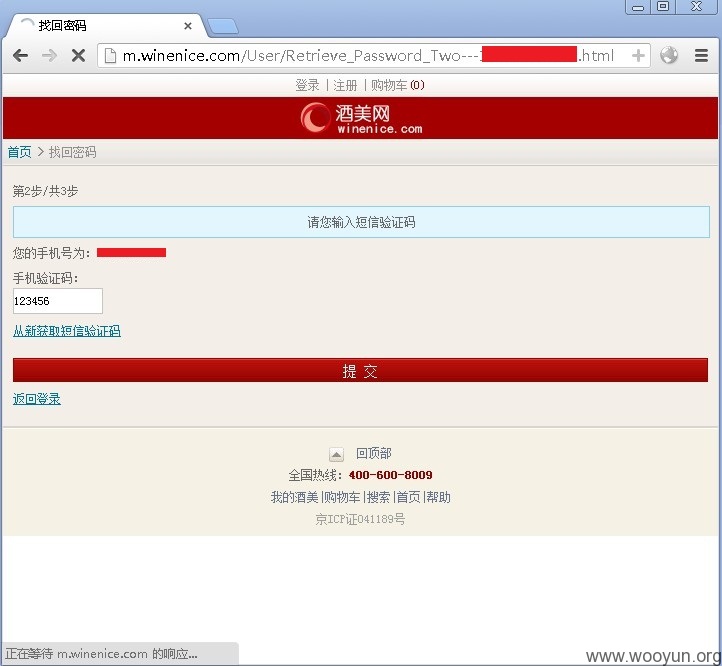 找回密码
m.winenice.com/User/Retrieve_Password_Two---
.html
登录 | 注册 | 购物车(0)
酒美网
winenice.com
首页 > 找回密码
第2步/共3步
请您输入短信验证码
您的手机号为:
手机验证码:
123456
从新获取短信验证码
提 交
返回登录
回顶部
全国热线: 400-600-8009
我的酒美|购物车|搜索|首页|帮助
京ICP证041189号
正在等待 m.winenice.com 的响应...
www.wooyun.org